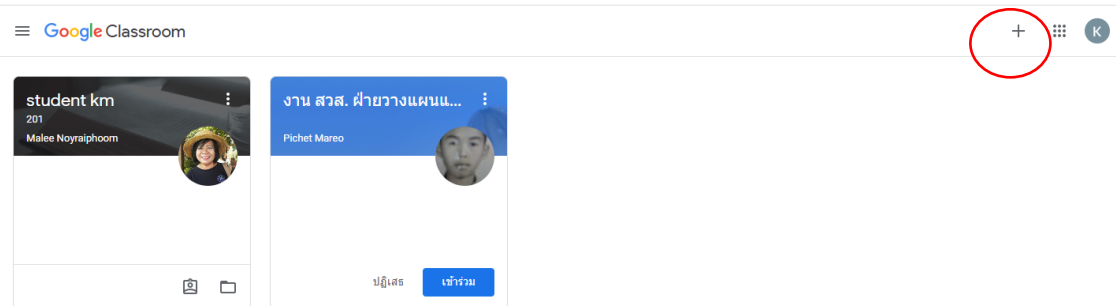 Google Classroom
K
student km
201
Malee Noyraiphoom
งาน สวส. ฝ่ายวางแผนแ...
Pichet Mareo
ปฏิเสธ
เข้าร่วม